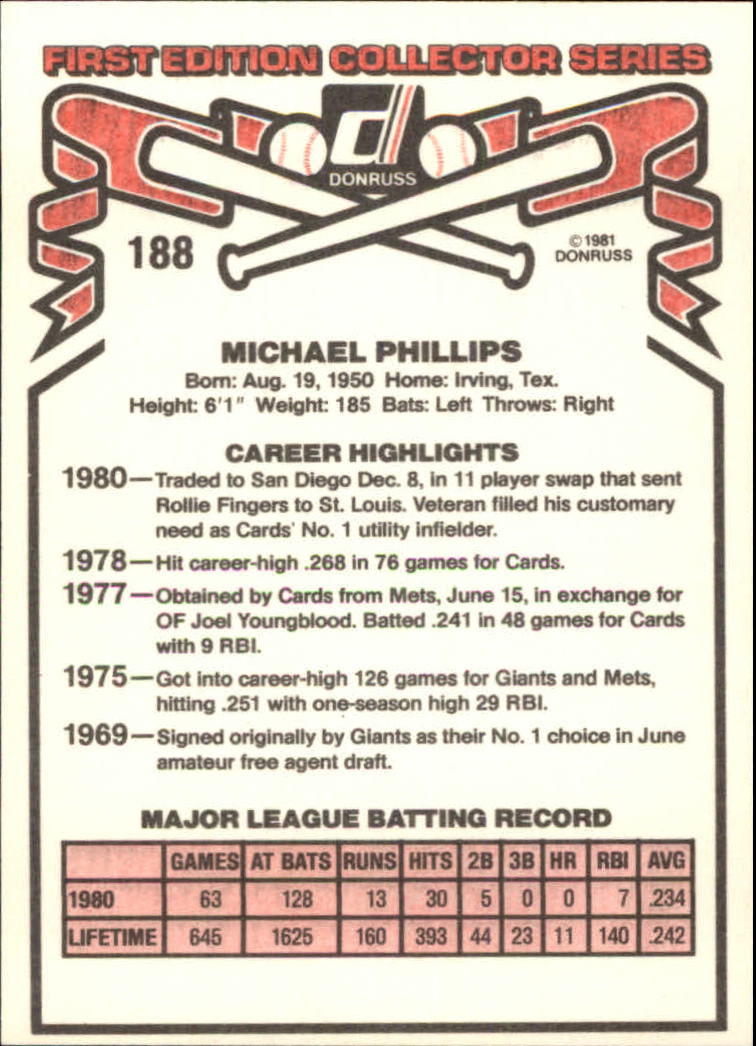 FIRST EDITION COLLECTOR SERIES
d
DONRUSS
188
© 1981
DONRUSS
MICHAEL PHILLIPS
Born: Aug. 19, 1950 Home: Irving, Tex.
Height: 6'1" Weight: 185 Bats: Left Throws: Right
CAREER HIGHLIGHTS
1980—Traded to San Diego Dec. 8, in 11 player swap that sent
Rollie Fingers to St. Louis. Veteran filled his customary
need as Cards' No. 1 utility infielder.
1978—Hit career-high .268 in 76 games for Cards.
1977—Obtained by Cards from Mets, June 15, in exchange for
OF Joel Youngblood. Batted .241 in 48 games for Cards
with 9 RBI.
1975—Got into career-high 126 games for Giants and Mets,
hitting .251 with one-season high 29 RBI.
1969—Signed originally by Giants as their No. 1 choice in June
amateur free agent draft.
MAJOR LEAGUE BATTING RECORD
GAMES AT BATS RUNS HITS 2B 3B HR RBI AVG
1980 63 128 13 30 5 0 0 7 .234
LIFETIME 645 1625 160 393 44 23 11 140 .242